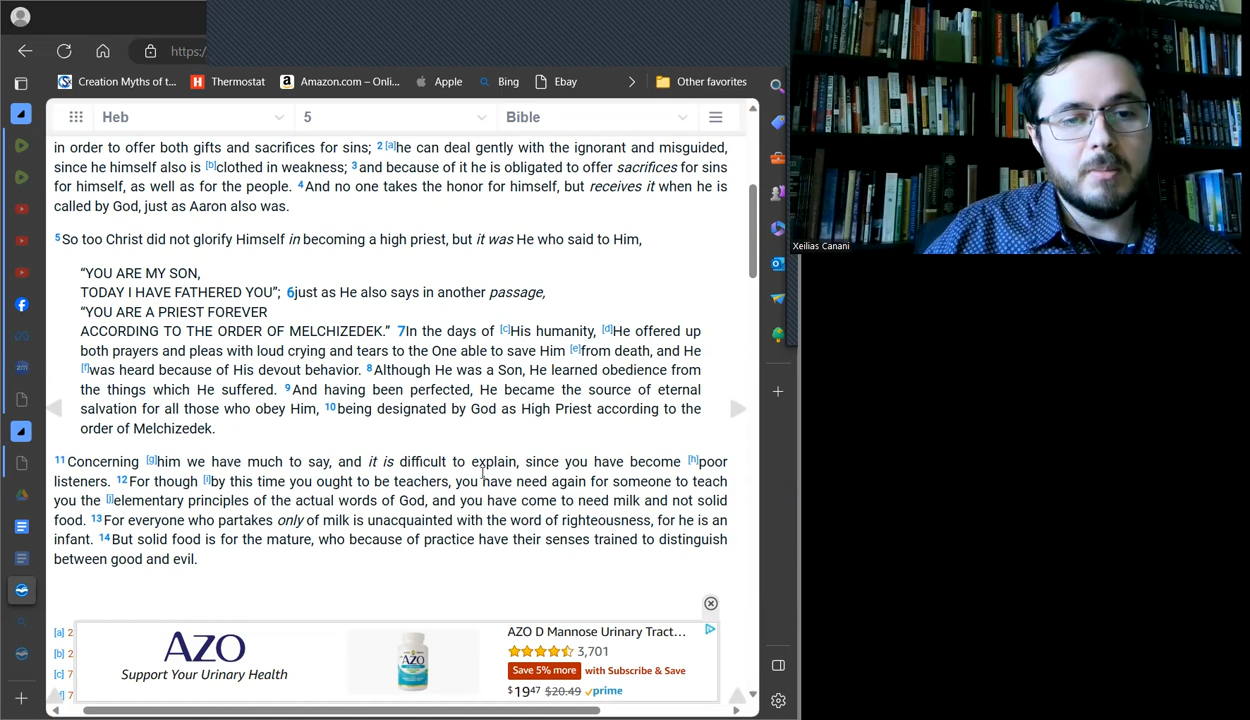 https:/
Creation Myths of t...
Thermostat
Amazon.com – Onli...
Apple
Bing
Ebay
Other favorites
Heb
5
Bible
in order to offer both gifts and sacrifices for sins; 2 [a]he can deal gently with the ignorant and misguided,
since he himself also is [b]clothed in weakness; 3 and because of it he is obligated to offer sacrifices for sins
for himself, as well as for the people. 4 And no one takes the honor for himself, but receives it when he is
called by God, just as Aaron also was.
5 So too Christ did not glorify Himself in becoming a high priest, but it was He who said to Him,
“YOU ARE MY SON,
TODAY I HAVE FATHERED YOU”; 6just as He also says in another passage,
“YOU ARE A PRIEST FOREVER
ACCORDING TO THE ORDER OF MELCHIZEDEK.” 7In the days of [c]His humanity, [d]He offered up
both prayers and pleas with loud crying and tears to the One able to save Him [e]from death, and He
[f]was heard because of His devout behavior. 8 Although He was a Son, He learned obedience from
the things which He suffered. 9 And having been perfected, He became the source of eternal
salvation for all those who obey Him, 10 being designated by God as High Priest according to the
order of Melchizedek.
11 Concerning [g]him we have much to say, and it is difficult to explain, since you have become [h]poor
listeners. 12 For though [i]by this time you ought to be teachers, you have need again for someone to teach
you the [j]elementary principles of the actual words of God, and you have come to need milk and not solid
food. 13 For everyone who partakes only of milk is unacquainted with the word of righteousness, for he is an
infant. 14 But solid food is for the mature, who because of practice have their senses trained to distinguish
between good and evil.
[a] 2
[b] 2
[c] 7
[f] 7
AZO
Support Your Urinary Health
AZO
AZO D Mannose Urinary Tract...
3,701
Save 5% more with Subscribe & Save
$19.47 $20.49 prime
Xeilias Canani
zm